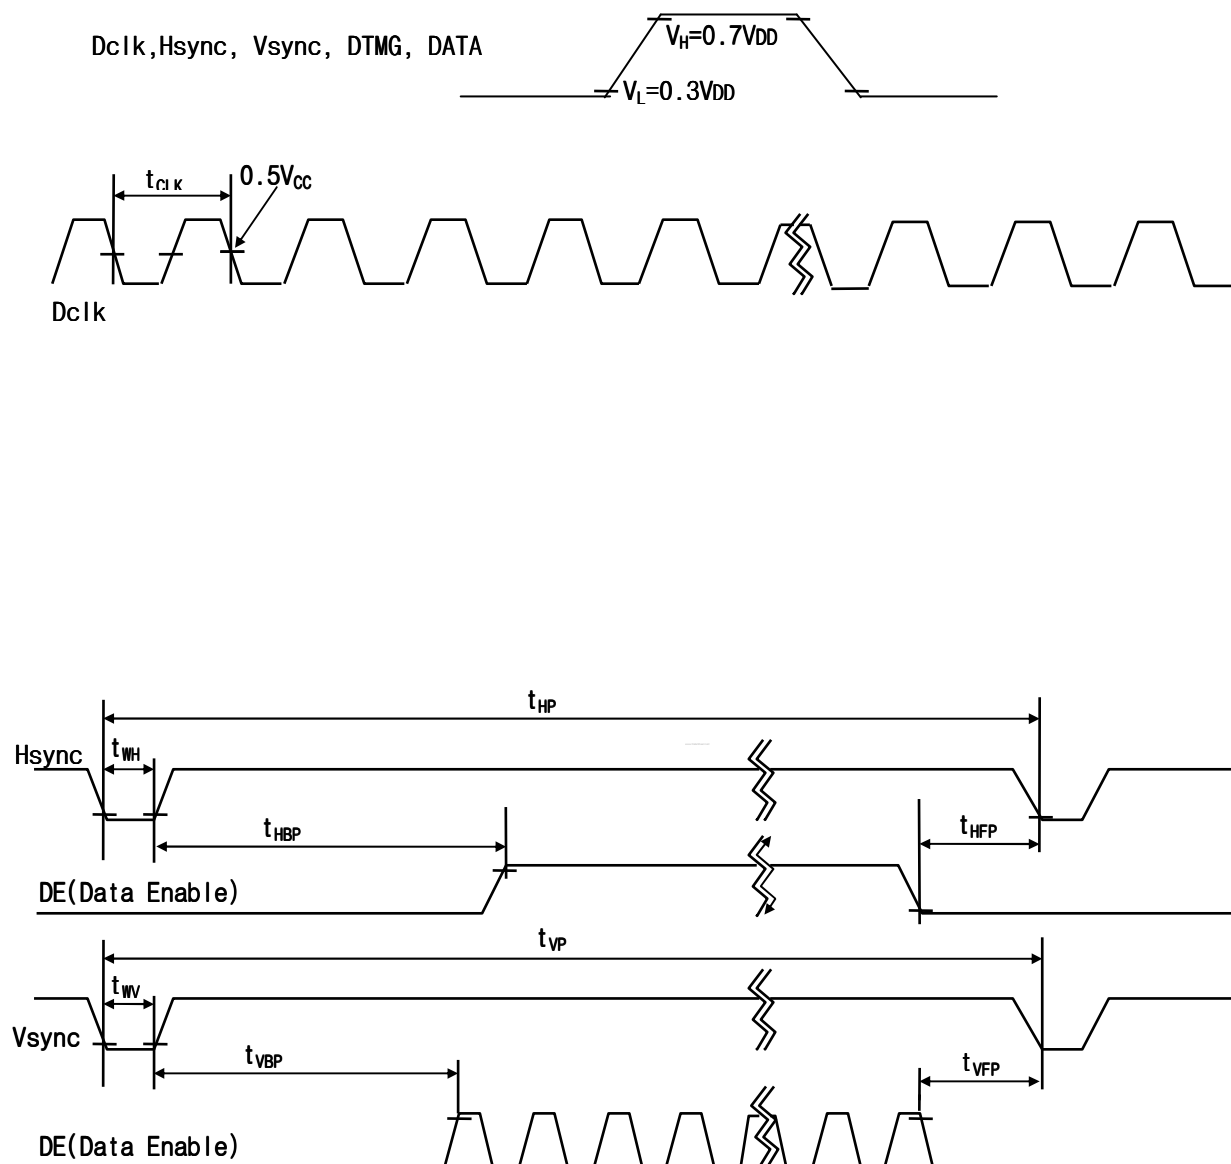 Dclk,Hsync, Vsync, DTMG, DATA
VH=0.7VDD
VL=0.3VDD
tCLK
0.5VCC
Dclk
tHP
Hsync
tWH
tHBP
tHFP
DE(Data Enable)
tVP
tWV
Vsync
tVBP
tVFP
DE(Data Enable)